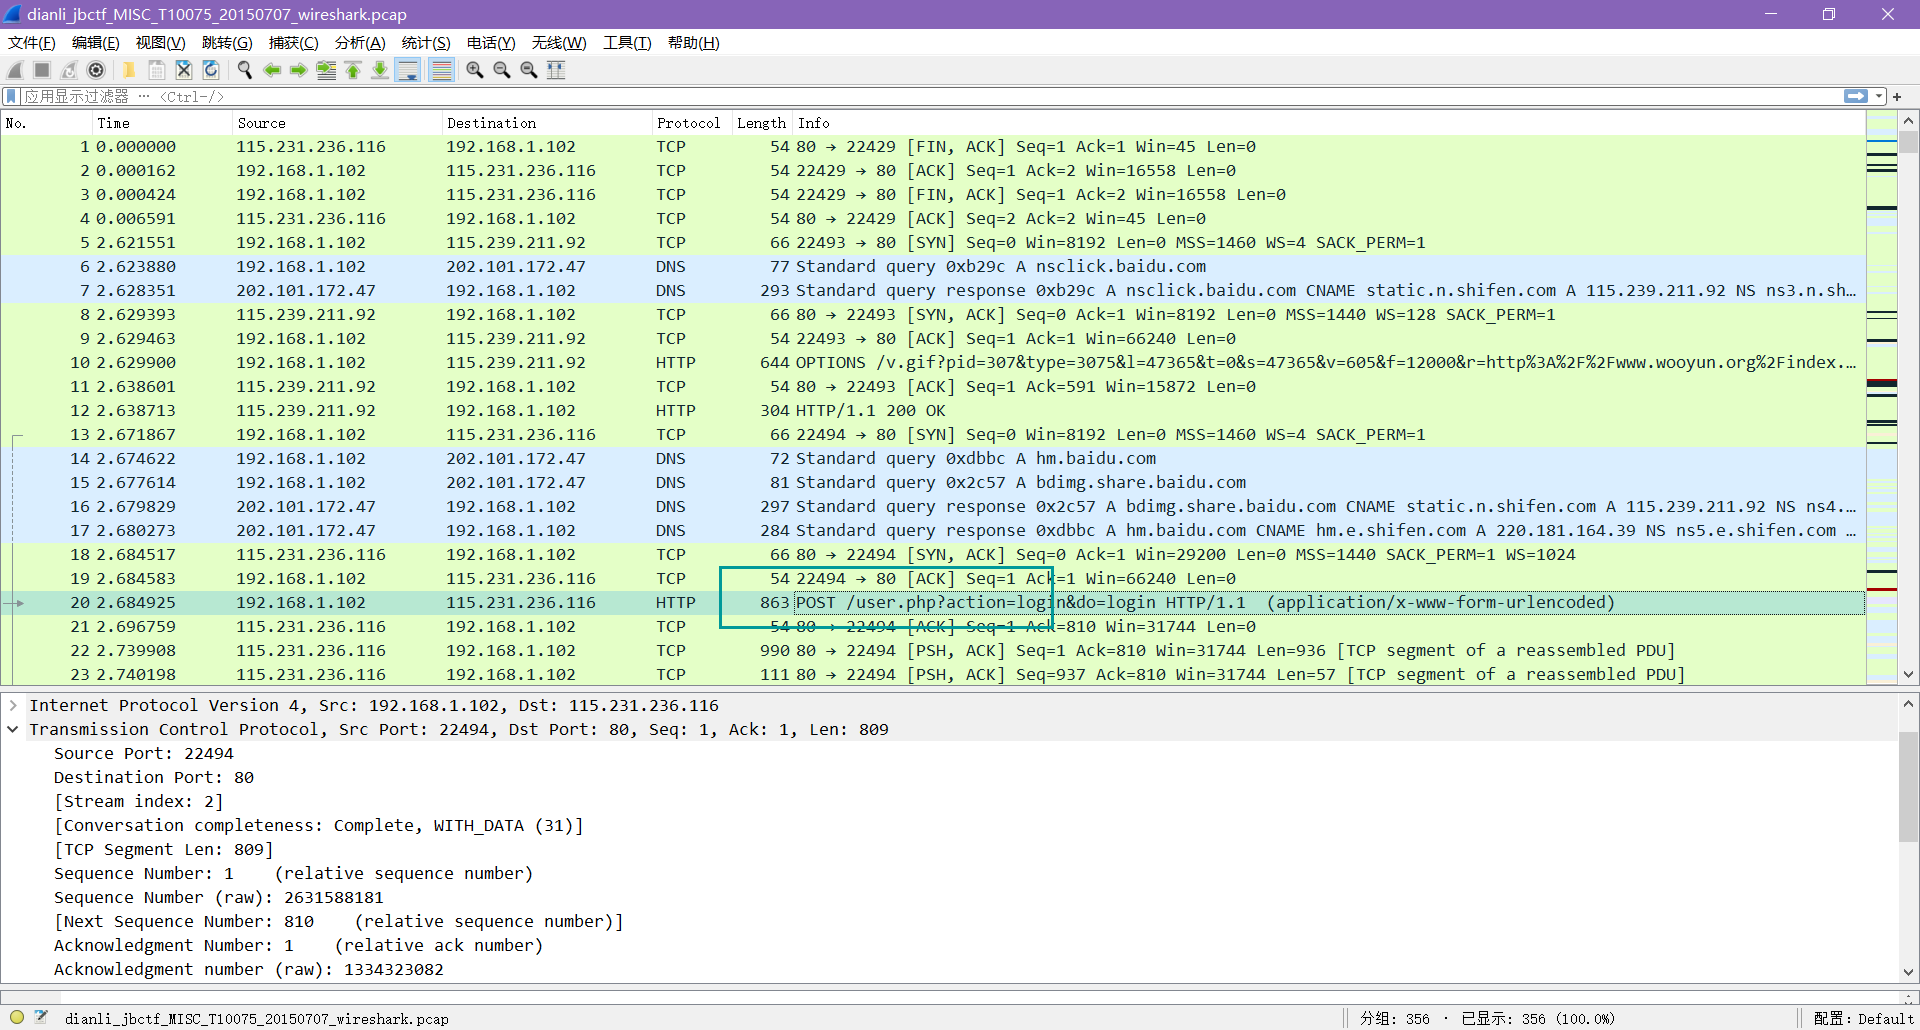 dianli_jbctf_MISC_T10075_20150707_wireshark.pcap
文件(F) 编辑(E) 视图(V) 跳转(G) 捕获(C) 分析(A) 统计(S) 电话(Y) 无线(W) 工具(T) 帮助(H)
应用显示过滤器 … <Ctrl-/>
No. Time Source Destination Protocol Length Info
1 0.000000 115.231.236.116 192.168.1.102 TCP 54 80 → 22429 [FIN, ACK] Seq=1 Ack=1 Win=45 Len=0
2 0.000162 192.168.1.102 115.231.236.116 TCP 54 22429 → 80 [ACK] Seq=1 Ack=2 Win=16558 Len=0
3 0.000424 192.168.1.102 115.231.236.116 TCP 54 22429 → 80 [FIN, ACK] Seq=1 Ack=2 Win=16558 Len=0
4 0.006591 115.231.236.116 192.168.1.102 TCP 54 80 → 22429 [ACK] Seq=2 Ack=2 Win=45 Len=0
5 2.621551 192.168.1.102 115.239.211.92 TCP 66 22493 → 80 [SYN] Seq=0 Win=8192 Len=0 MSS=1460 WS=4 SACK_PERM=1
6 2.623880 192.168.1.102 202.101.172.47 DNS 77 Standard query 0xb29c A nsclick.baidu.com
7 2.628351 202.101.172.47 192.168.1.102 DNS 293 Standard query response 0xb29c A nsclick.baidu.com CNAME static.n.shifen.com A 115.239.211.92 NS ns3.n.sh…
8 2.629393 115.239.211.92 192.168.1.102 TCP 66 80 → 22493 [SYN, ACK] Seq=0 Ack=1 Win=8192 Len=0 MSS=1440 WS=128 SACK_PERM=1
9 2.629463 192.168.1.102 115.239.211.92 TCP 54 22493 → 80 [ACK] Seq=1 Ack=1 Win=66240 Len=0
10 2.629900 192.168.1.102 115.239.211.92 HTTP 644 OPTIONS /v.gif?pid=307&type=3075&l=47365&t=0&s=47365&v=605&f=12000&r=http%3A%2F%2Fwww.wooyun.org%2Findex.…
11 2.638601 115.239.211.92 192.168.1.102 TCP 54 80 → 22493 [ACK] Seq=1 Ack=591 Win=15872 Len=0
12 2.638713 115.239.211.92 192.168.1.102 HTTP 304 HTTP/1.1 200 OK
13 2.671867 192.168.1.102 115.231.236.116 TCP 66 22494 → 80 [SYN] Seq=0 Win=8192 Len=0 MSS=1460 WS=4 SACK_PERM=1
14 2.674622 192.168.1.102 202.101.172.47 DNS 72 Standard query 0xdbbc A hm.baidu.com
15 2.677614 192.168.1.102 202.101.172.47 DNS 81 Standard query 0x2c57 A bdimg.share.baidu.com
16 2.679829 202.101.172.47 192.168.1.102 DNS 297 Standard query response 0x2c57 A bdimg.share.baidu.com CNAME static.n.shifen.com A 115.239.211.92 NS ns4.…
17 2.680273 202.101.172.47 192.168.1.102 DNS 284 Standard query response 0xdbbc A hm.baidu.com CNAME hm.e.shifen.com A 220.181.164.39 NS ns5.e.shifen.com …
18 2.684517 115.231.236.116 192.168.1.102 TCP 66 80 → 22494 [SYN, ACK] Seq=0 Ack=1 Win=29200 Len=0 MSS=1440 SACK_PERM=1 WS=1024
19 2.684583 192.168.1.102 115.231.236.116 TCP 54 22494 → 80 [ACK] Seq=1 Ack=1 Win=66240 Len=0
20 2.684925 192.168.1.102 115.231.236.116 HTTP 863 POST /user.php?action=login&do=login HTTP/1.1 (application/x-www-form-urlencoded)
21 2.696759 115.231.236.116 192.168.1.102 TCP 54 80 → 22494 [ACK] Seq=1 Ack=810 Win=31744 Len=0
22 2.739908 115.231.236.116 192.168.1.102 TCP 990 80 → 22494 [PSH, ACK] Seq=1 Ack=810 Win=31744 Len=936 [TCP segment of a reassembled PDU]
23 2.740198 115.231.236.116 192.168.1.102 TCP 111 80 → 22494 [PSH, ACK] Seq=937 Ack=810 Win=31744 Len=57 [TCP segment of a reassembled PDU]
Internet Protocol Version 4, Src: 192.168.1.102, Dst: 115.231.236.116
Transmission Control Protocol, Src Port: 22494, Dst Port: 80, Seq: 1, Ack: 1, Len: 809
Source Port: 22494
Destination Port: 80
[Stream index: 2]
[Conversation completeness: Complete, WITH_DATA (31)]
[TCP Segment Len: 809]
Sequence Number: 1 (relative sequence number)
Sequence Number (raw): 2631588181
[Next Sequence Number: 810 (relative sequence number)]
Acknowledgment Number: 1 (relative ack number)
Acknowledgment number (raw): 1334323082
dianli_jbctf_MISC_T10075_20150707_wireshark.pcap 分组: 356 · 已显示: 356 (100.0%) 配置: Default